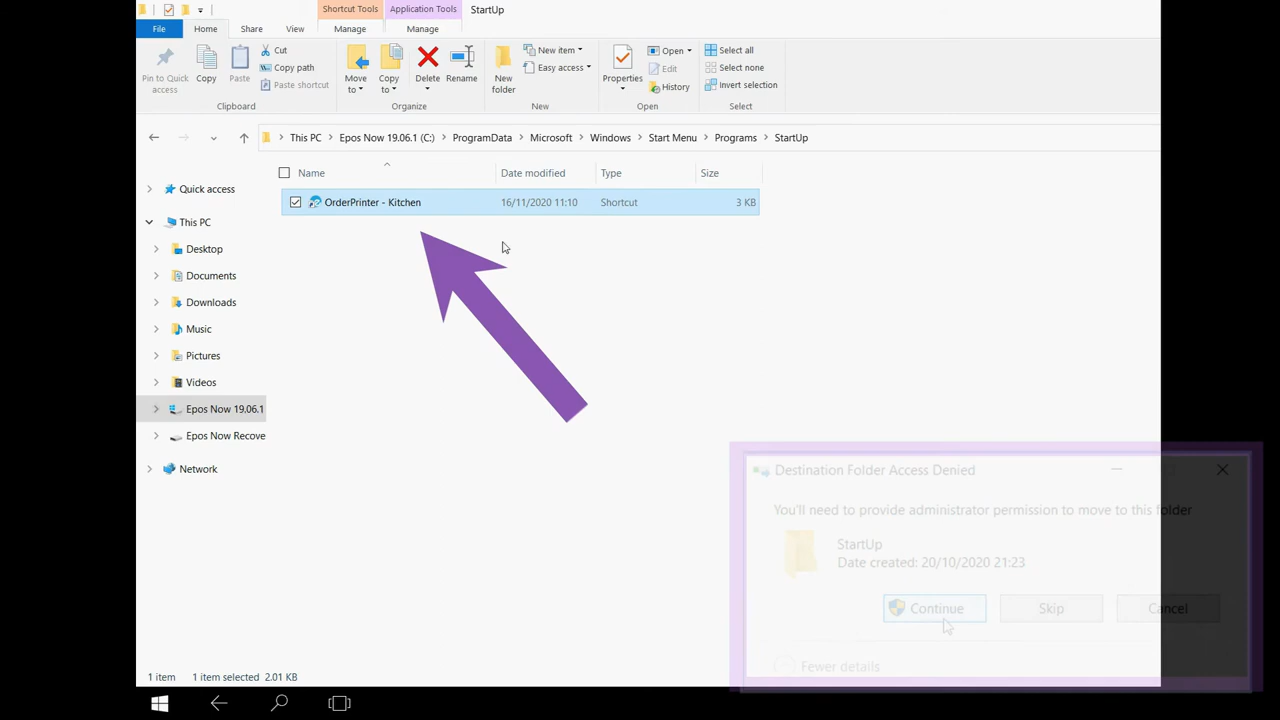 Shortcut Tools Application Tools StartUp
File Home Share View Manage Manage
Pin to Quick access
Copy
Paste
Cut
Copy path
Paste shortcut
Clipboard
Move to
Copy to
Delete
Rename
Organize
New folder
New item
Easy access
New
Properties
Open
Edit
History
Open
Select all
Select none
Invert selection
Select
This PC > Epos Now 19.06.1 (C:) > ProgramData > Microsoft > Windows > Start Menu > Programs > StartUp
Name Date modified Type Size
OrderPrinter - Kitchen 16/11/2020 11:10 Shortcut 3 KB
Quick access
This PC
Desktop
Documents
Downloads
Music
Pictures
Videos
Epos Now 19.06.1
Epos Now Recove
Network
Destination Folder Access Denied
You'll need to provide administrator permission to move to this folder
StartUp
Date created: 20/10/2020 21:23
Continue Skip Cancel
Fewer details
1 item 1 item selected 2.01 KB